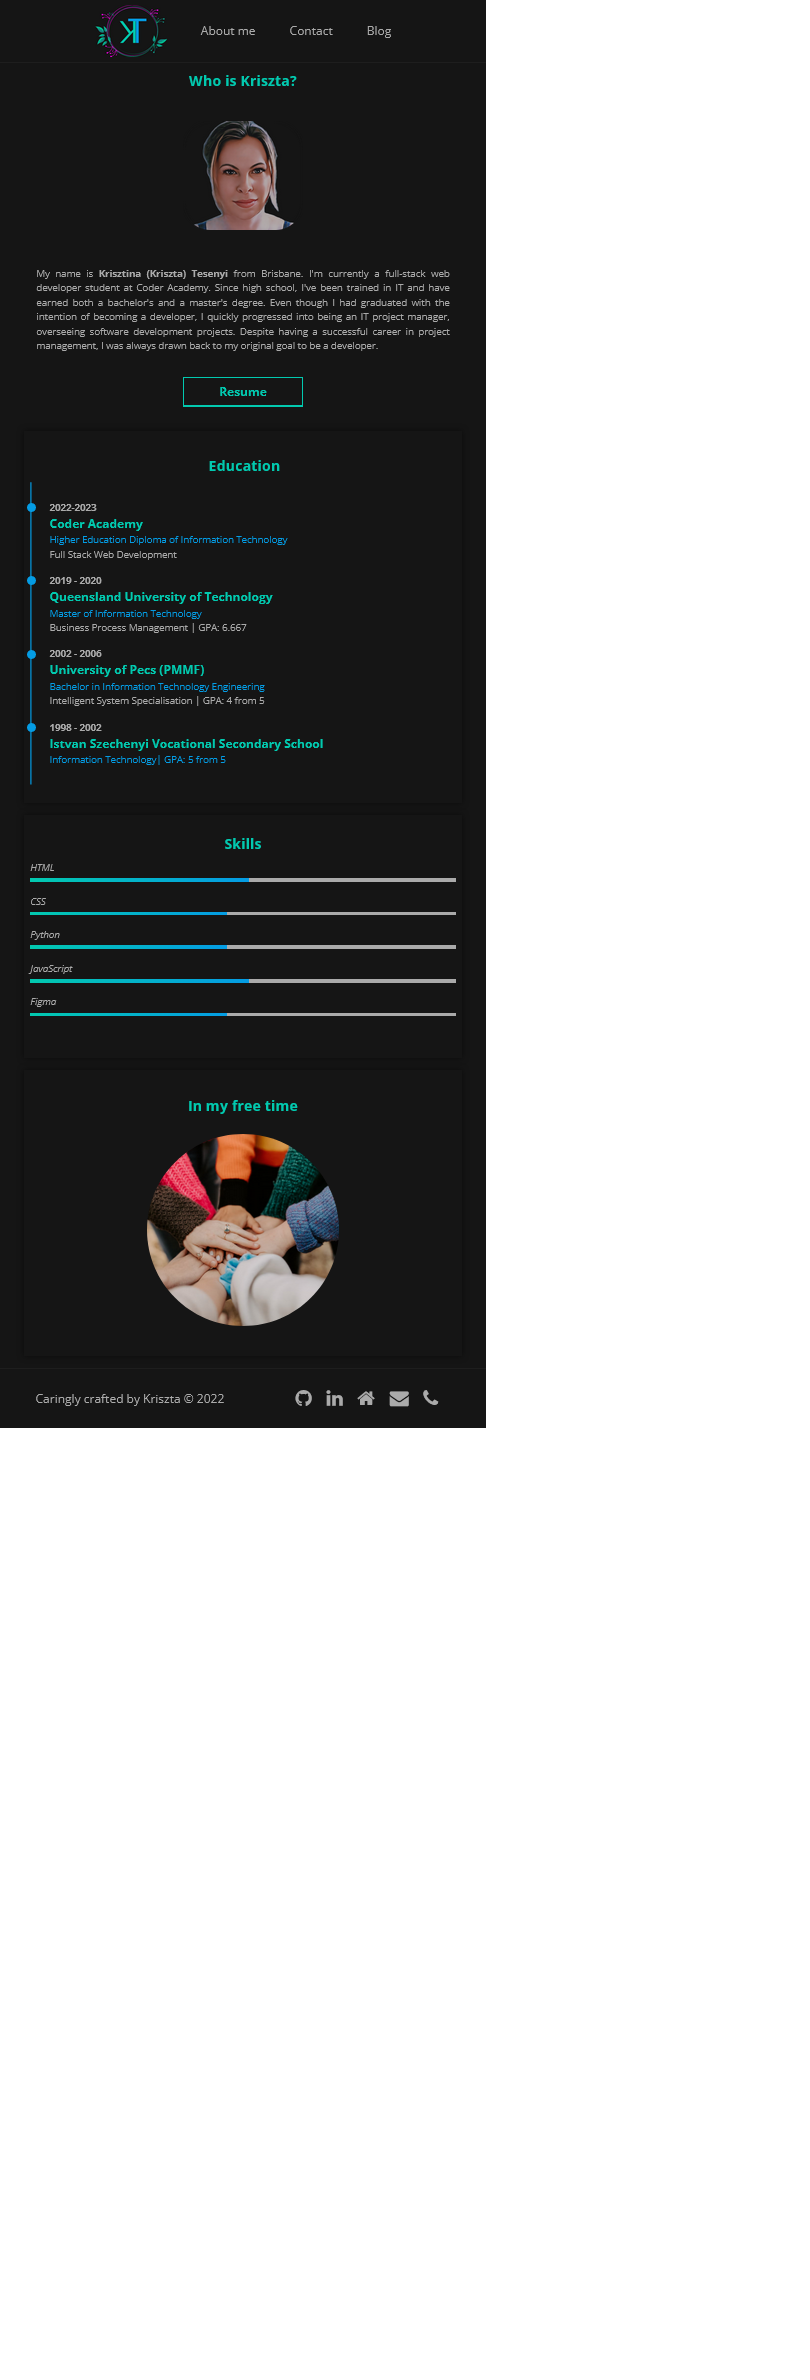 KT
About me Contact Blog
Who is Kriszta?
My name is Krisztina (Kriszta) Tesenyi from Brisbane. I'm currently a full-stack web
developer student at Coder Academy. Since high school, I've been trained in IT and have
earned both a bachelor's and a master's degree. Even though I had graduated with the
intention of becoming a developer, I quickly progressed into being an IT project manager,
overseeing software development projects. Despite having a successful career in project
management, I was always drawn back to my original goal to be a developer.
Resume
Education
2022-2023
Coder Academy
Higher Education Diploma of Information Technology
Full Stack Web Development
2019 - 2020
Queensland University of Technology
Master of Information Technology
Business Process Management | GPA: 6.667
2002 - 2006
University of Pecs (PMMF)
Bachelor in Information Technology Engineering
Intelligent System Specialisation | GPA: 4 from 5
1998 - 2002
Istvan Szechenyi Vocational Secondary School
Information Technology| GPA: 5 from 5
Skills
HTML
CSS
Python
JavaScript
Figma
In my free time
Caringly crafted by Kriszta © 2022